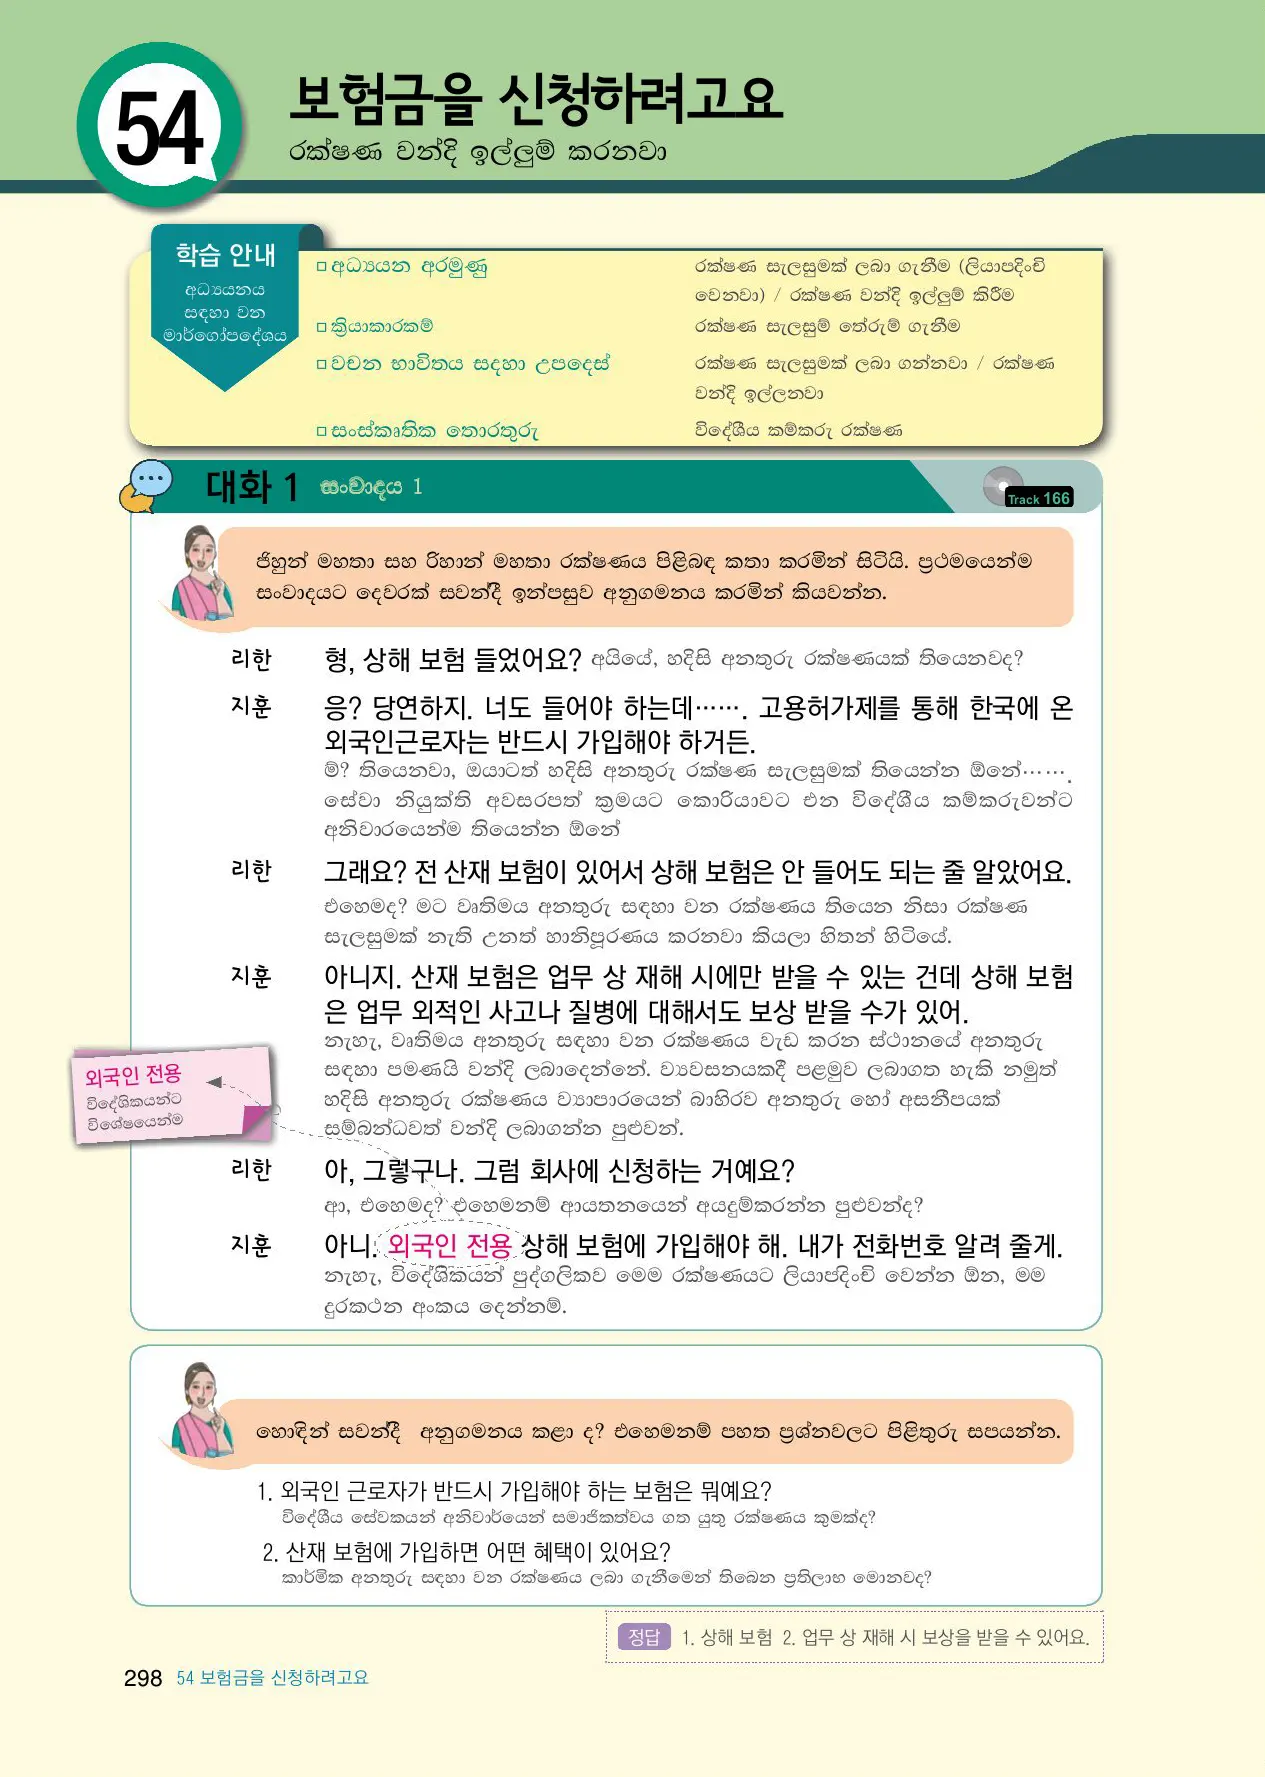 54
보험금을 신청하려고요
රක්ෂණ වන්දි ඉල්ලුම් කරනවා
학습 안내
අධ්‍යයනය
සඳහා වන
මාර්ගෝපදේශය
□ අධ්‍යයන අරමුණු
රක්ෂණ සැලසුමක් ලබා ගැනීම (ලියාපදිංචි
වෙනවා) / රක්ෂණ වන්දි ඉල්ලුම් කිරීම
□ ක්‍රියාකාරකම්
රක්ෂණ සැලසුම් තේරුම් ගැනීම
□ වචන භාවිතය සඳහා උපදෙස්
රක්ෂණ සැලසුමක් ලබා ගන්නවා / රක්ෂණ
වන්දි ඉල්ලනවා
□ සංස්කෘතික තොරතුරු
විදේශීය කම්කරු රක්ෂණ
대화 1 සංවාදය 1
Track 166
ජිහුන් මහතා සහ රිහාන් මහතා රක්ෂණය පිළිබඳ කතා කරමින් සිටියි. ප්‍රථමයෙන්ම
සංවාදයට දෙවරක් සවන්දී ඉන්පසුව අනුගමනය කරමින් කියවන්න.
리한 형, 상해 보험 들었어요? අයියේ, හදිසි අනතුරු රක්ෂණයක් තියෙනවද?
지훈 응? 당연하지. 너도 들어야 하는데……. 고용허가제를 통해 한국에 온
외국인근로자는 반드시 가입해야 하거든.
ම්? තියෙනවා, ඔයාටත් හදිසි අනතුරු රක්ෂණ සැලසුමක් තියෙන්න ඕනේ…….
සේවා නියුක්ති අවසරපත් ක්‍රමයට කොරියාවට එන විදේශීය කම්කරුවන්ට
අනිවාරයෙන්ම තියෙන්න ඕනේ
리한 그래요? 전 산재 보험이 있어서 상해 보험은 안 들어도 되는 줄 알았어요.
එහෙමද? මට වෘතිමය අනතුරු සඳහා වන රක්ෂණය තියෙන නිසා රක්ෂණ
සැලසුමක් නැති උනත් හානිපූරණය කරනවා කියලා හිතන් හිටියේ.
지훈 아니지. 산재 보험은 업무 상 재해 시에만 받을 수 있는 건데 상해 보험
은 업무 외적인 사고나 질병에 대해서도 보상 받을 수가 있어.
නැහැ, වෘතිමය අනතුරු සඳහා වන රක්ෂණය වැඩ කරන ස්ථානයේ අනතුරු
සඳහා පමණයි වන්දි ලබාදෙන්නේ. ව්‍යවසනයකදී පළමුව ලබාගත හැකි නමුත්
හදිසි අනතුරු රක්ෂණය ව්‍යාපාරයෙන් බාහිරව අනතුරු හෝ අසනීපයක්
සම්බන්ධවත් වන්දි ලබාගන්න පුළුවන්.
외국인 전용
විදේශිකයන්ට
විශේෂයෙන්ම
리한 아, 그렇구나. 그럼 회사에 신청하는 거예요?
ආ, එහෙමද? එහෙමනම් ආයතනයෙන් අයදුම්කරන්න පුළුවන්ද?
지훈 아니. 외국인 전용 상해 보험에 가입해야 해. 내가 전화번호 알려 줄게.
නැහැ, විදේශිකයන් පුද්ගලිකව මෙම රක්ෂණයට ලියාපදිංචි වෙන්න ඕන, මම
දුරකථන අංකය දෙන්නම්.
හොඳින් සවන්දී අනුගමනය කළා ද? එහෙමනම් පහත ප්‍රශ්නවලට පිළිතුරු සපයන්න.
1. 외국인 근로자가 반드시 가입해야 하는 보험은 뭐예요?
විදේශීය සේවකයන් අනිවාර්යෙන් සමාජිකත්වය ගත යුතු රක්ෂණය කුමක්ද?
2. 산재 보험에 가입하면 어떤 혜택이 있어요?
කාර්මික අනතුරු සඳහා වන රක්ෂණය ලබා ගැනීමෙන් තිබෙන ප්‍රතිලාභ මොනවද?
정답 1. 상해 보험 2. 업무 상 재해 시 보상을 받을 수 있어요.
298 54 보험금을 신청하려고요